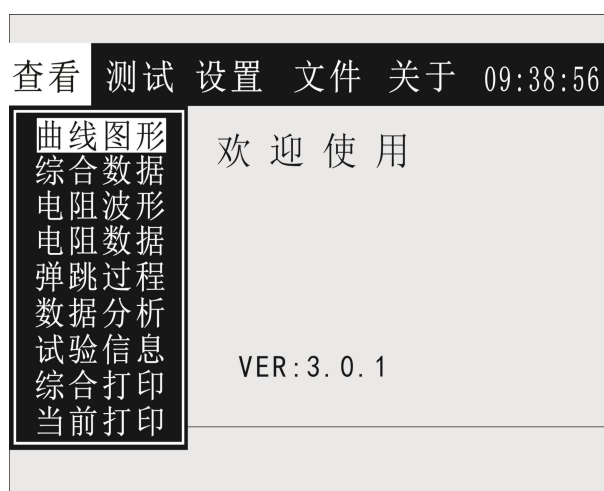 查看 测试 设置 文件 关于 09:38:56
曲线图形
综合数据
电阻波形
电阻数据
弹跳过程
数据分析
试验信息
综合打印
当前打印
欢迎使用
VER:3.0.1